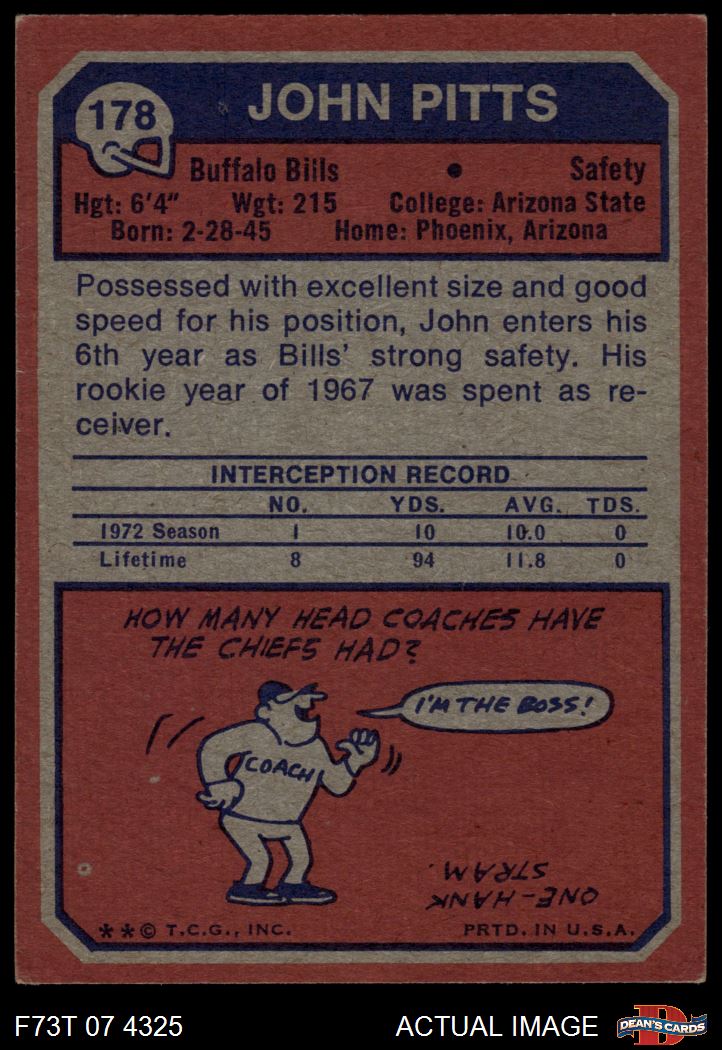 178
JOHN PITTS
Buffalo Bills • Safety
Hgt: 6'4" Wgt: 215 College: Arizona State
Born: 2-28-45 Home: Phoenix, Arizona
Possessed with excellent size and good
speed for his position, John enters his
6th year as Bills' strong safety. His
rookie year of 1967 was spent as re-
ceiver.
INTERCEPTION RECORD
NO. YDS. AVG. TDS.
1972 Season 1 10 10.0 0
Lifetime 8 94 11.8 0
HOW MANY HEAD COACHES HAVE
THE CHIEFS HAD?
I'M THE BOSS!
COACH
ONE-HANK
STRAM.
**© T.C.G., INC. PRTD. IN U.S.A.
F73T 07 4325 ACTUAL IMAGE
D
DEAN'S CARDS